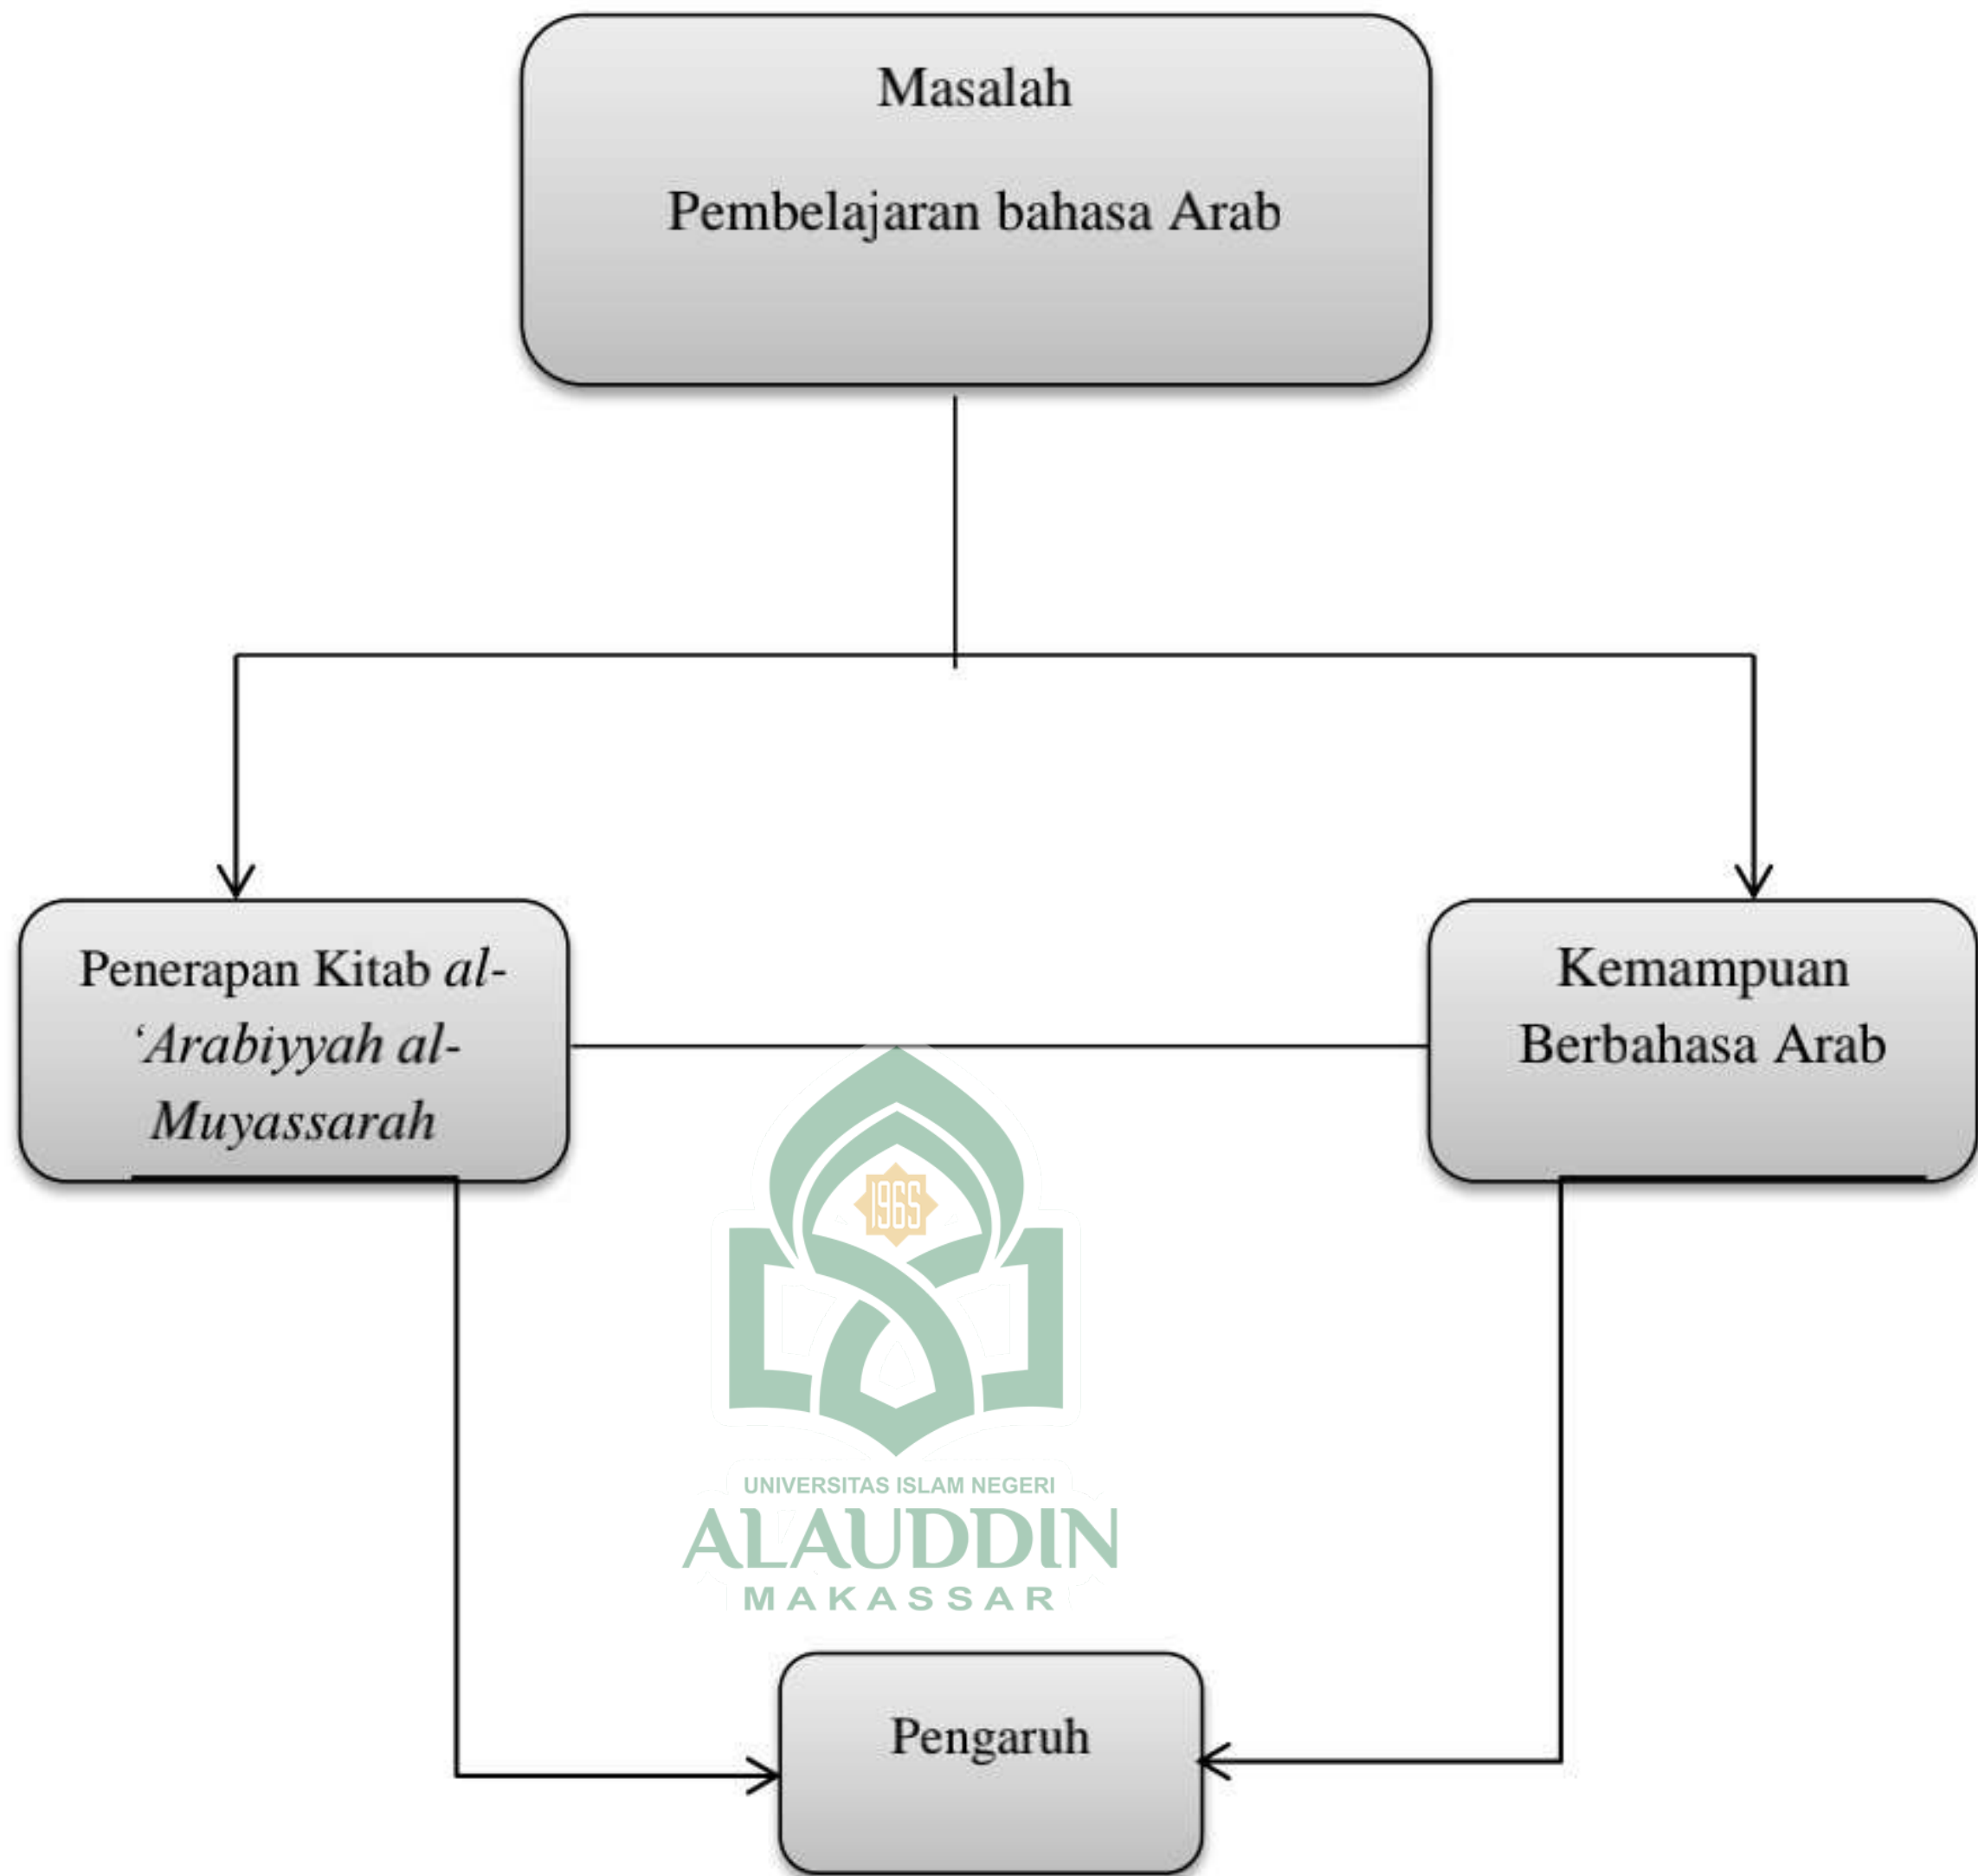 Masalah
Pembelajaran bahasa Arab
Penerapan Kitab al-
‘Arabiyyah al-
Muyassarah
Kemampuan
Berbahasa Arab
1965
UNIVERSITAS ISLAM NEGERI
ALAUDDIN
MAKASSAR
Pengaruh